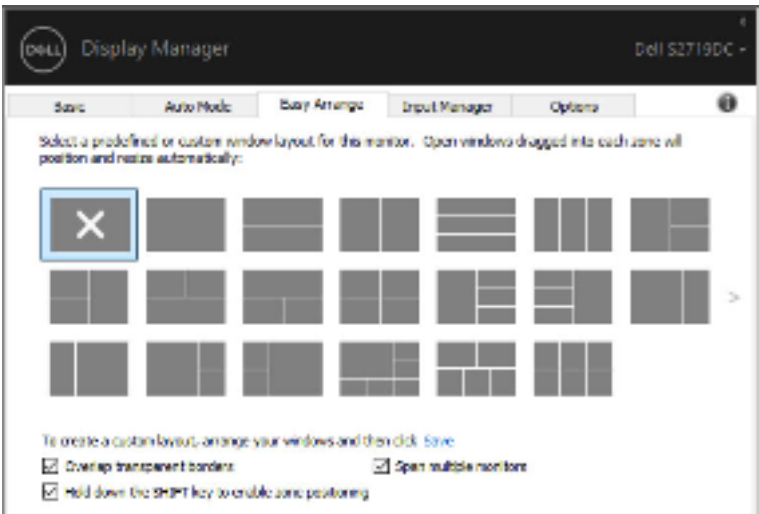 DELL Display Manager
Dell S2719DC
Basic Auto Mode Easy Arrange Input Manager Options
Select a predefined or custom window layout for this monitor. Open windows dragged into each zone will
position and resize automatically:
To create a custom layout, arrange your windows and then click Save
Overlap transparent borders Span multiple monitors
Hold down the SHIFT key to enable zone positioning